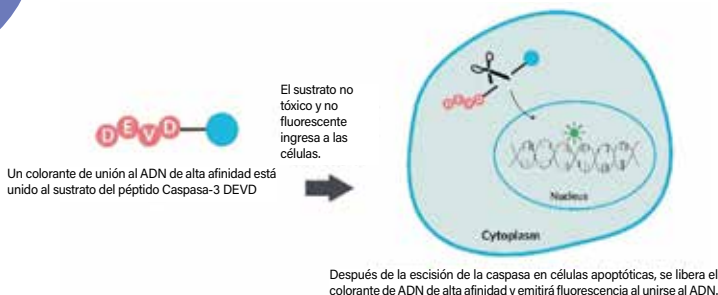 El sustrato no
tóxico y no
fluorescente
ingresa a las
células.
DEVD
Un colorante de unión al ADN de alta afinidad está
unido al sustrato del péptido Caspasa-3 DEVD
DEVD
Nucleus
Cytoplasm
Después de la escisión de la caspasa en células apoptóticas, se libera el
colorante de ADN de alta afinidad y emitirá fluorescencia al unirse al ADN.